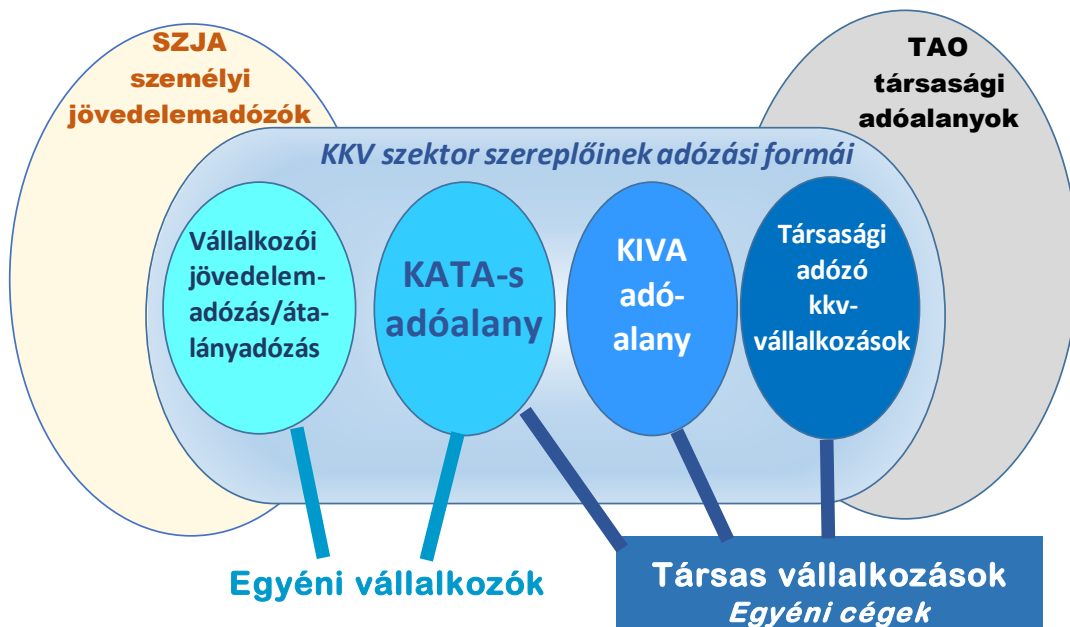 SZJA
személyi
jövedelemadózók
TAO
társasági
adóalanyok
KKV szektor szereplőinek adózási formái
Vállalkozói
jövedelem-
adózás/áta-
lányadózás
KATA-s
adóalany
KIVA
adó-
alany
Társasági
adózó
kkv-
vállalkozások
Egyéni vállalkozók
Társas vállalkozások
Egyéni cégek